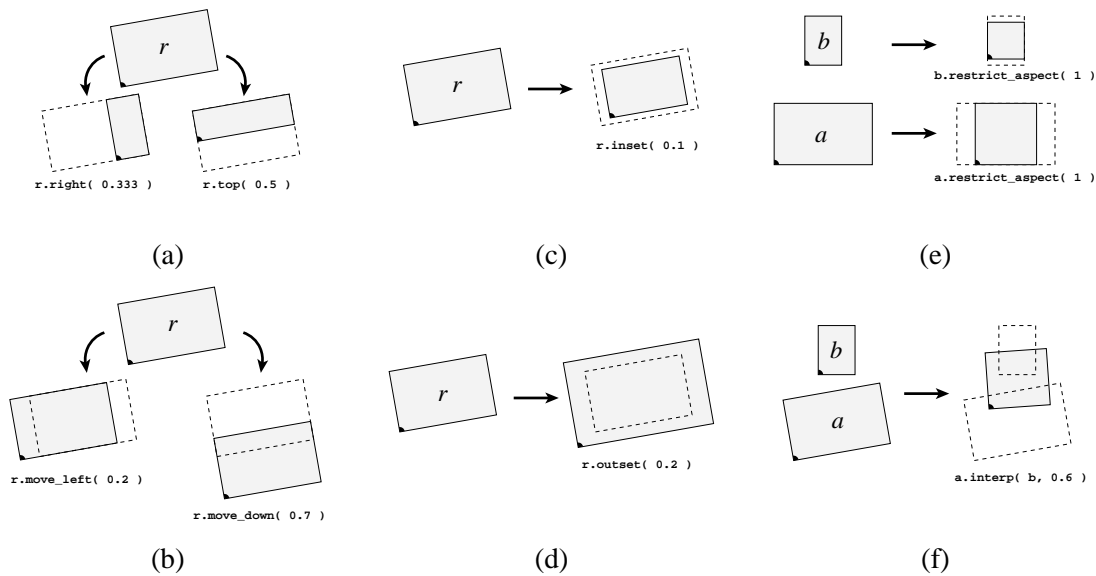 r
r.right( 0.333 )
r.top( 0.5 )
(a)
r
r.inset( 0.1 )
(c)
b
b.restrict_aspect( 1 )
a
a.restrict_aspect( 1 )
(e)
r
r.move_left( 0.2 )
r.move_down( 0.7 )
(b)
r
r.outset( 0.2 )
(d)
b
a
a.interp( b, 0.6 )
(f)